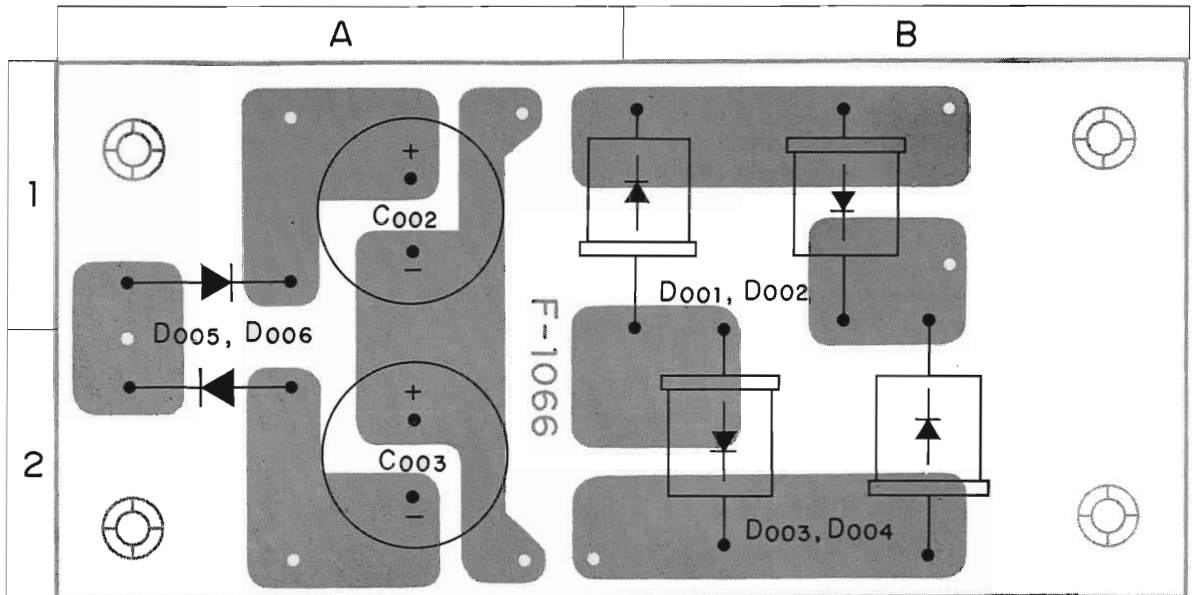 A
B
1
+
C002
−
D001, D002
D005, D006
F-1066
2
+
C003
−
D003, D004